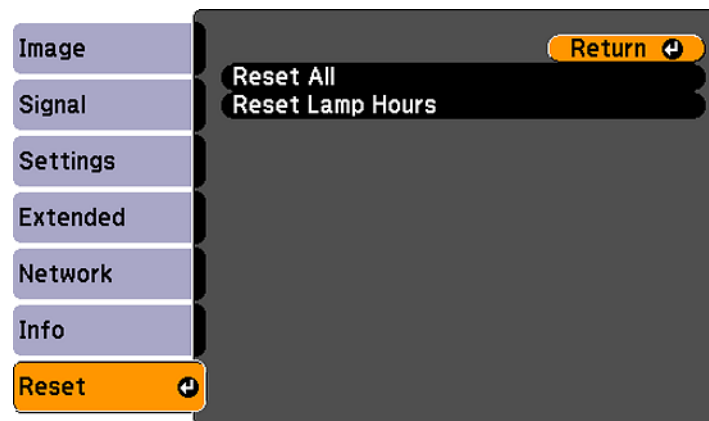 Image
Signal
Settings
Extended
Network
Info
Reset
Return
Reset All
Reset Lamp Hours